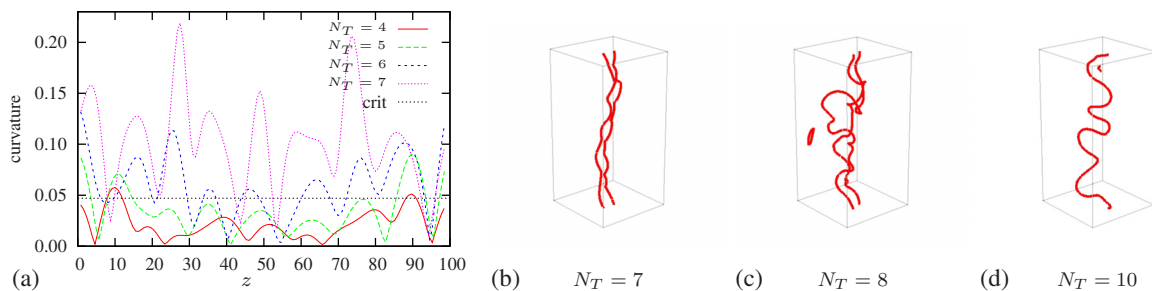 N_T = 4
N_T = 5
N_T = 6
N_T = 7
crit
curvature
0.20
0.15
0.10
0.05
0.00
0 10 20 30 40 50 60 70 80 90 100
z
(a)
(b) N_T = 7
(c) N_T = 8
(d) N_T = 10